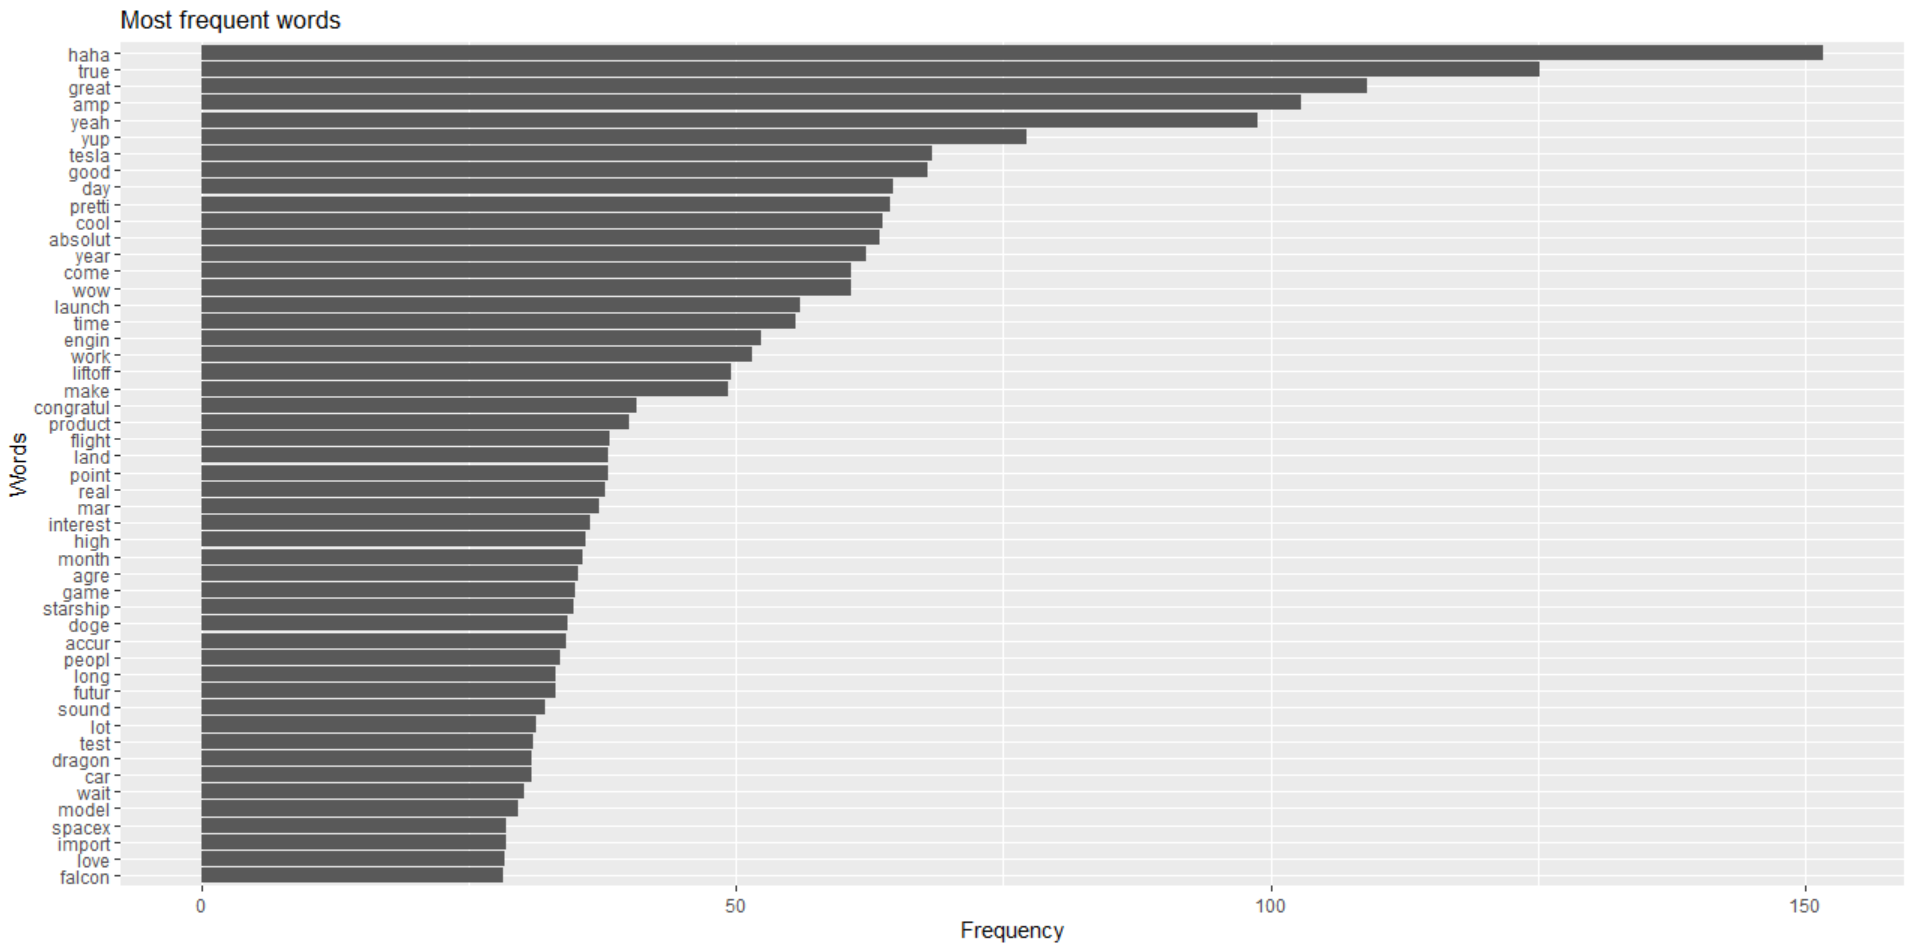 Most frequent words
haha
true
great
amp
yeah
yup
tesla
good
day
pretti
cool
absolut
year
come
wow
launch
time
engin
work
liftoff
make
congratul
product
flight
land
point
real
mar
interest
high
month
agre
game
starship
doge
accur
peopl
long
futur
sound
lot
test
dragon
car
wait
model
spacex
import
love
falcon
Words
0 50 100 150
Frequency